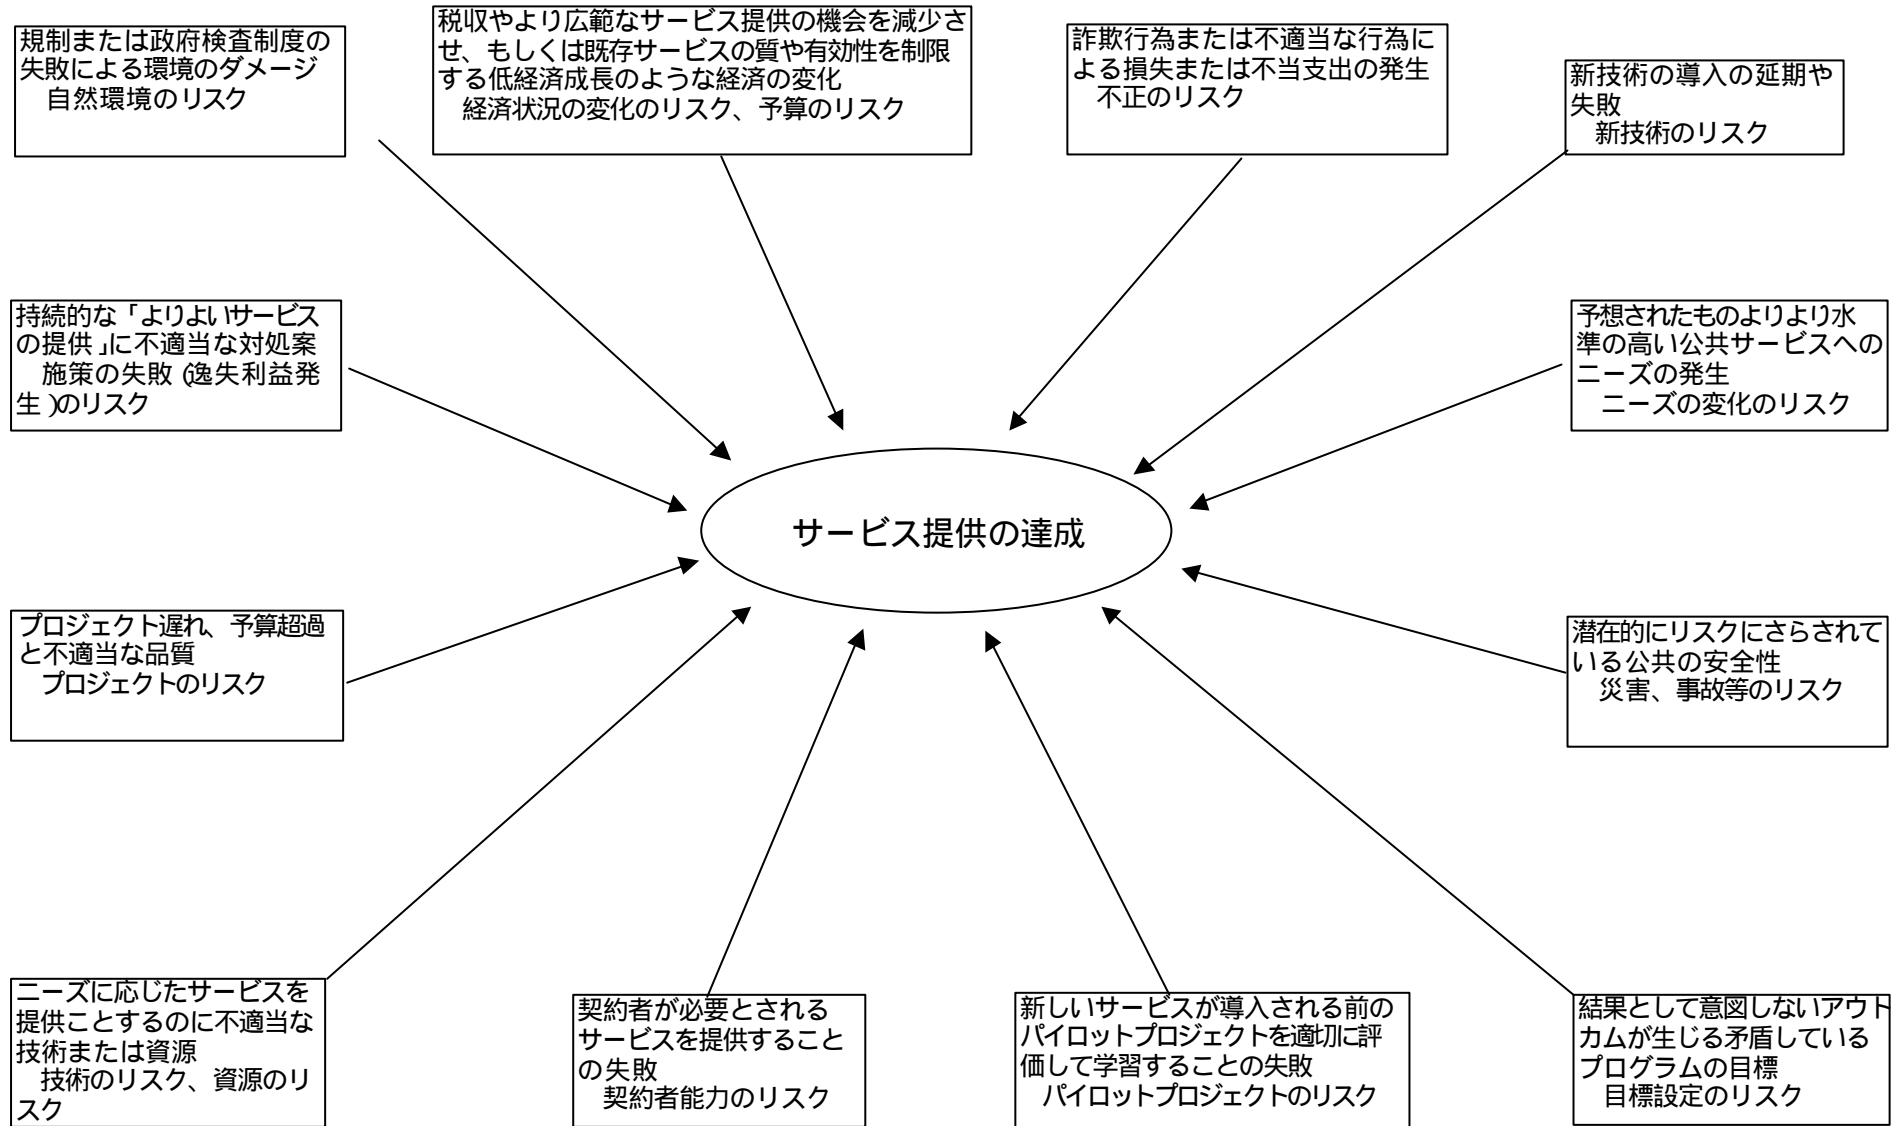 規制または政府検査制度の
失敗による環境のダメージ
自然環境のリスク
税収やより広範なサービス提供の機会を減少さ
せ、もしくは既存サービスの質や有効性を制限
する低経済成長のような経済の変化
経済状況の変化のリスク、予算のリスク
詐欺行為または不適当な行為に
よる損失または不当支出の発生
不正のリスク
新技術の導入の延期や
失敗
新技術のリスク
持続的な「よりよいサービス
の提供」に不適当な対処案
施策の失敗(逸失利益発
生)のリスク
予想されたものよりより水
準の高い公共サービスへの
ニーズの発生
ニーズの変化のリスク
サービス提供の達成
プロジェクト遅れ、予算超過
と不適当な品質
プロジェクトのリスク
潜在的にリスクにさらされて
いる公共の安全性
災害、事故等のリスク
ニーズに応じたサービスを
提供ことするのに不適当な
技術または資源
技術のリスク、資源のリ
スク
契約者が必要とされる
サービスを提供すること
の失敗
契約者能力のリスク
新しいサービスが導入される前の
パイロットプロジェクトを適切に評
価して学習することの失敗
パイロットプロジェクトのリスク
結果として意図しないアウト
カムが生じる矛盾している
プログラムの目標
目標設定のリスク